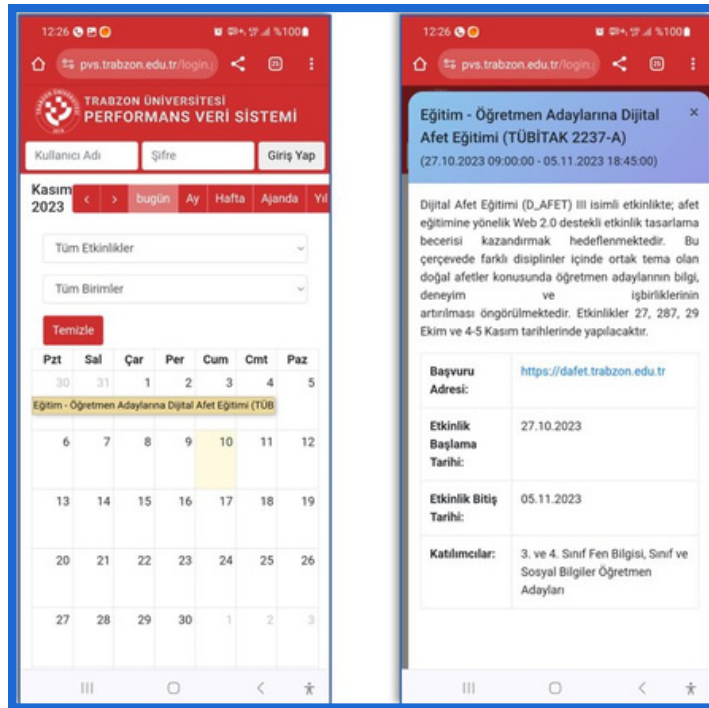 12:26
%100
pvs.trabzon.edu.tr/login.
25
TRABZON ÜNİVERSİTESİ
PERFORMANS VERİ SİSTEMİ
Kullanıcı Adı Şifre Giriş Yap
Kasım
2023
< > bugün Ay Hafta Ajanda Yıl
Tüm Etkinlikler
Tüm Birimler
Temizle
Pzt Sal Çar Per Cum Cmt Paz
30 31 1 2 3 4 5
Eğitim - Öğretmen Adaylarına Dijital Afet Eğitimi (TÜB
6 7 8 9 10 11 12
13 14 15 16 17 18 19
20 21 22 23 24 25 26
27 28 29 30 1 2 3
12:26
%100
pvs.trabzon.edu.tr/login.
25
Eğitim - Öğretmen Adaylarına Dijital ×
Afet Eğitimi (TÜBİTAK 2237-A)
(27.10.2023 09:00:00 - 05.11.2023 18:45:00)
Dijital Afet Eğitimi (D_AFET) III isimli etkinlikte; afet
eğitimine yönelik Web 2.0 destekli etkinlik tasarlama
becerisi kazandırmak hedeflenmektedir. Bu
çerçevede farklı disiplinler içinde ortak tema olan
doğal afetler konusunda öğretmen adaylarının bilgi,
deneyim ve işbirliklerinin
artırılması öngörülmektedir. Etkinlikler 27, 287, 29
Ekim ve 4-5 Kasım tarihlerinde yapılacaktır.
Başvuru https://dafet.trabzon.edu.tr
Adresi:
Etkinlik 27.10.2023
Başlama
Tarihi:
Etkinlik Bitiş 05.11.2023
Tarihi:
Katılımcılar: 3. ve 4. Sınıf Fen Bilgisi, Sınıf ve
Sosyal Bilgiler Öğretmen
Adayları